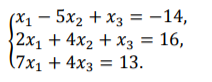 x₁ − 5x₂ + x₃ = −14,
2x₁ + 4x₂ + x₃ = 16,
7x₁ + 4x₃ = 13.